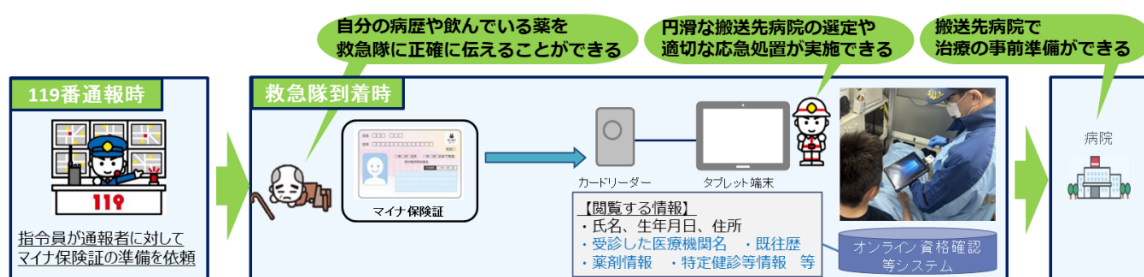 自分の病歴や飲んでいる薬を
救急隊に正確に伝えることができる
円滑な搬送先病院の選定や
適切な応急処置が実施できる
搬送先病院で
治療の事前準備ができる
119番通報時
119
指令員が通報者に対して
マイナ保険証の準備を依頼
救急隊到着時
マイナ保険証
カードリーダー
タブレット端末
【閲覧する情報】
・氏名、生年月日、住所
・受診した医療機関名 ・既往歴
・薬剤情報 ・特定健診等情報 等
オンライン資格確認
等システム
病院